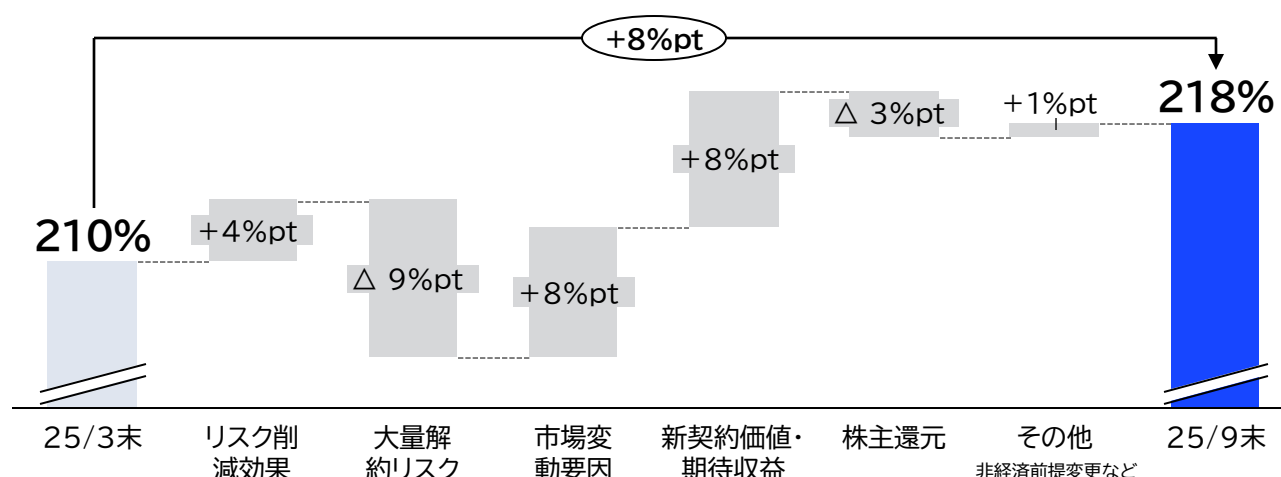 +8%pt
210%
+4%pt
△ 9%pt
+8%pt
+8%pt
△ 3%pt
+1%pt
218%
25/3末
リスク削
減効果
大量解
約リスク
市場変
動要因
新契約価値・
期待収益
株主還元
その他
非経済前提変更など
25/9末